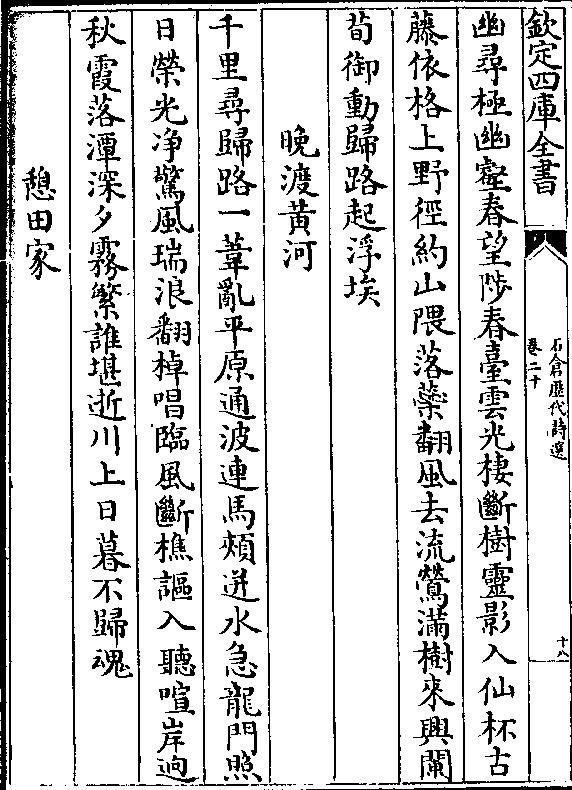 欽定四庫全書
石倉歴代詩選
卷二十
十八
幽尋極幽壑春望陟春臺雲光棲斷樹靈影入仙杯古
藤依格上野徑約山隈落蘂翻風去流鶯滿樹來興闌
荀御動歸路起浮埃
晚渡黃河
千里尋歸路一葦亂平原通波連馬頰迸水急龍門照
日榮光净驚風瑞浪翻棹唱臨風斷樵謳入聽喧岸逈
秋霞落潭深夕霧繁誰堪逝川上日暮不歸魂
憩田家